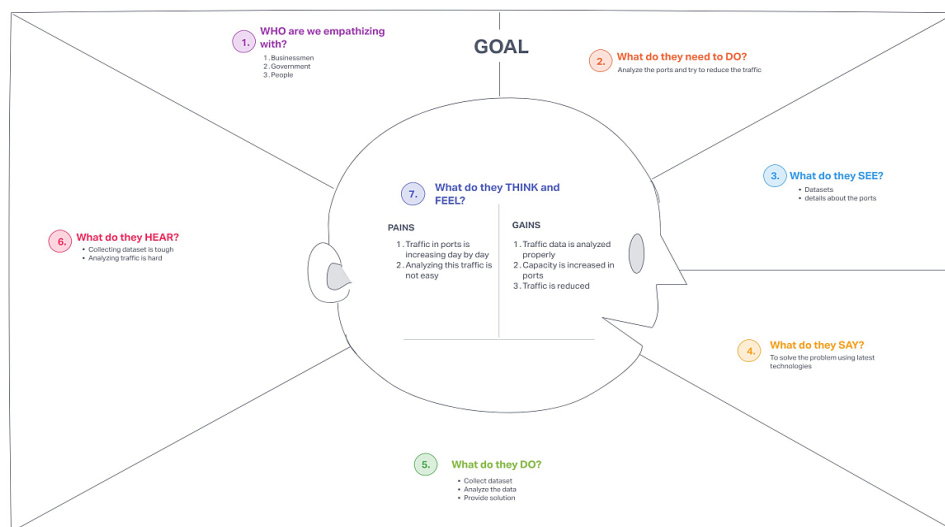 GOAL
1. WHO are we empathizing
with?
1. Businessmen
2. Government
3. People
2. What do they need to DO?
Analyze the ports and try to reduce the traffic
3. What do they SEE?
• Datasets
• details about the ports
4. What do they SAY?
To solve the problem using latest
technologies
5. What do they DO?
• Collect dataset
• Analyze the data
• Provide solution
6. What do they HEAR?
• Collecting dataset is tough
• Analyzing traffic is hard
7. What do they THINK and
FEEL?
PAINS
1. Traffic in ports is
increasing day by day
2. Analyzing this traffic is
not easy
GAINS
1. Traffic data is analyzed
properly
2. Capacity is increased in
ports
3. Traffic is reduced